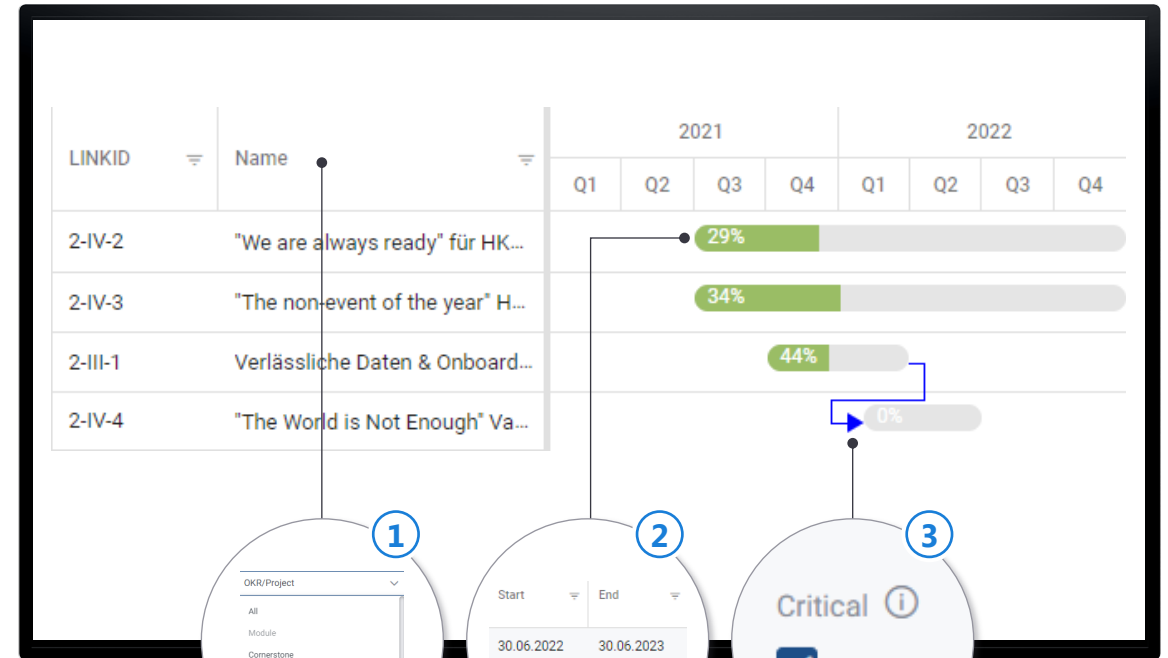 2021 2022
LINKID Name
Q1 Q2 Q3 Q4 Q1 Q2 Q3 Q4
2-IV-2 "We are always ready" für HK... 29%
2-IV-3 "The non-event of the year" H... 34%
2-III-1 Verlässliche Daten & Onboard... 44%
2-IV-4 "The World is Not Enough" Va... 0%
1 2 3
OKR/Project
All
Module
Cornerstone
Start End
30.06.2022 30.06.2023
Critical